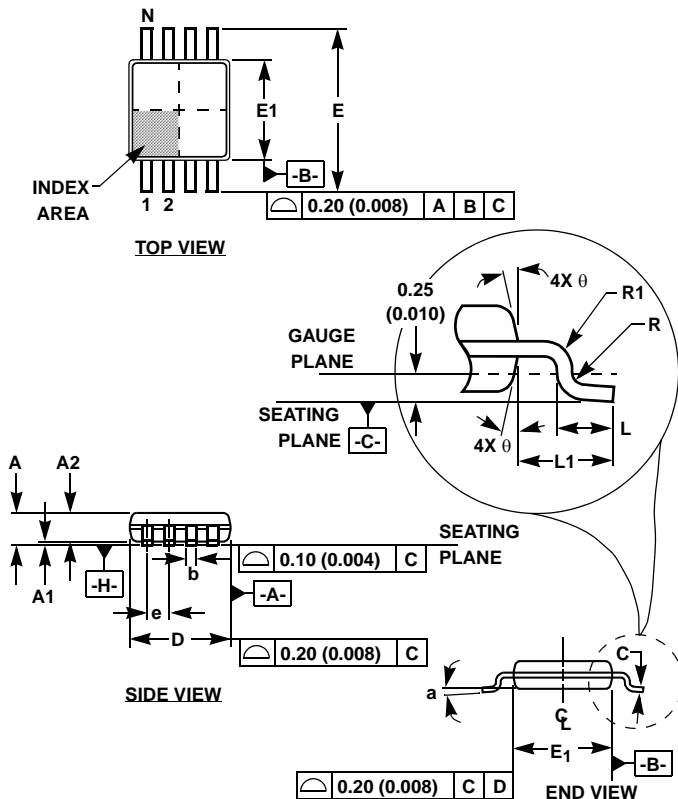 N
E1
E
-B-
INDEX
AREA
1 2
0.20 (0.008) A B C
TOP VIEW
0.25
(0.010)
4X θ
R1
R
GAUGE
PLANE
SEATING
PLANE
-C-
4X θ
L
L1
A
A2
SEATING
PLANE
A1
-H-
b
0.10 (0.004) C
-A-
e
D
0.20 (0.008) C
SIDE VIEW
C
a
CL
E1
-B-
0.20 (0.008) C D
END VIEW